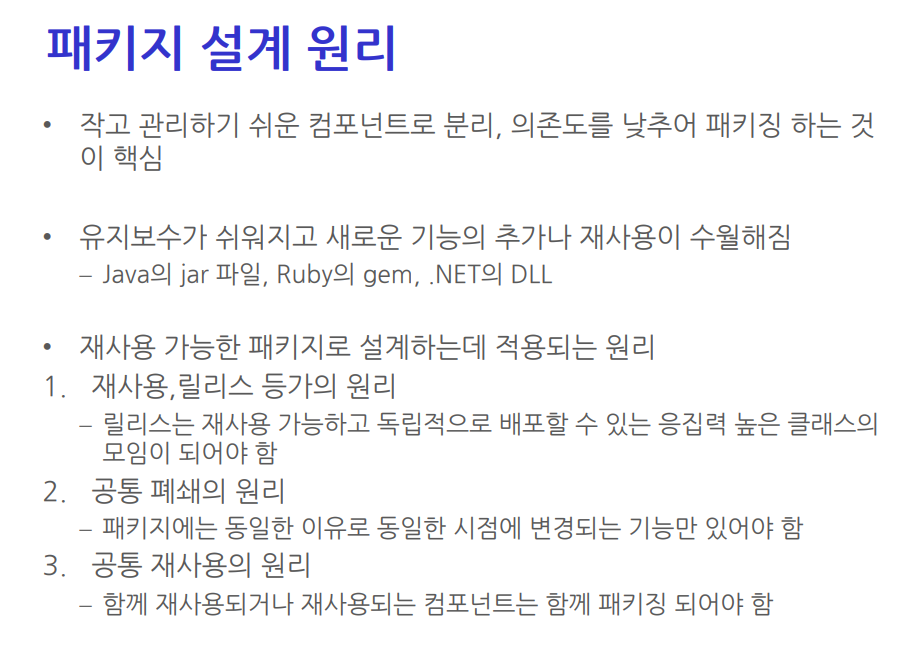 패키지 설계 원리
• 작고 관리하기 쉬운 컴포넌트로 분리, 의존도를 낮추어 패키징 하는 것
이 핵심
• 유지보수가 쉬워지고 새로운 기능의 추가나 재사용이 수월해짐
– Java의 jar 파일, Ruby의 gem, .NET의 DLL
• 재사용 가능한 패키지로 설계하는데 적용되는 원리
1. 재사용,릴리스 등가의 원리
– 릴리스는 재사용 가능하고 독립적으로 배포할 수 있는 응집력 높은 클래스의
모임이 되어야 함
2. 공통 폐쇄의 원리
– 패키지에는 동일한 이유로 동일한 시점에 변경되는 기능만 있어야 함
3. 공통 재사용의 원리
– 함께 재사용되거나 재사용되는 컴포넌트는 함께 패키징 되어야 함